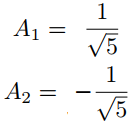 A₁ = 1/√5
A₂ = −1/√5